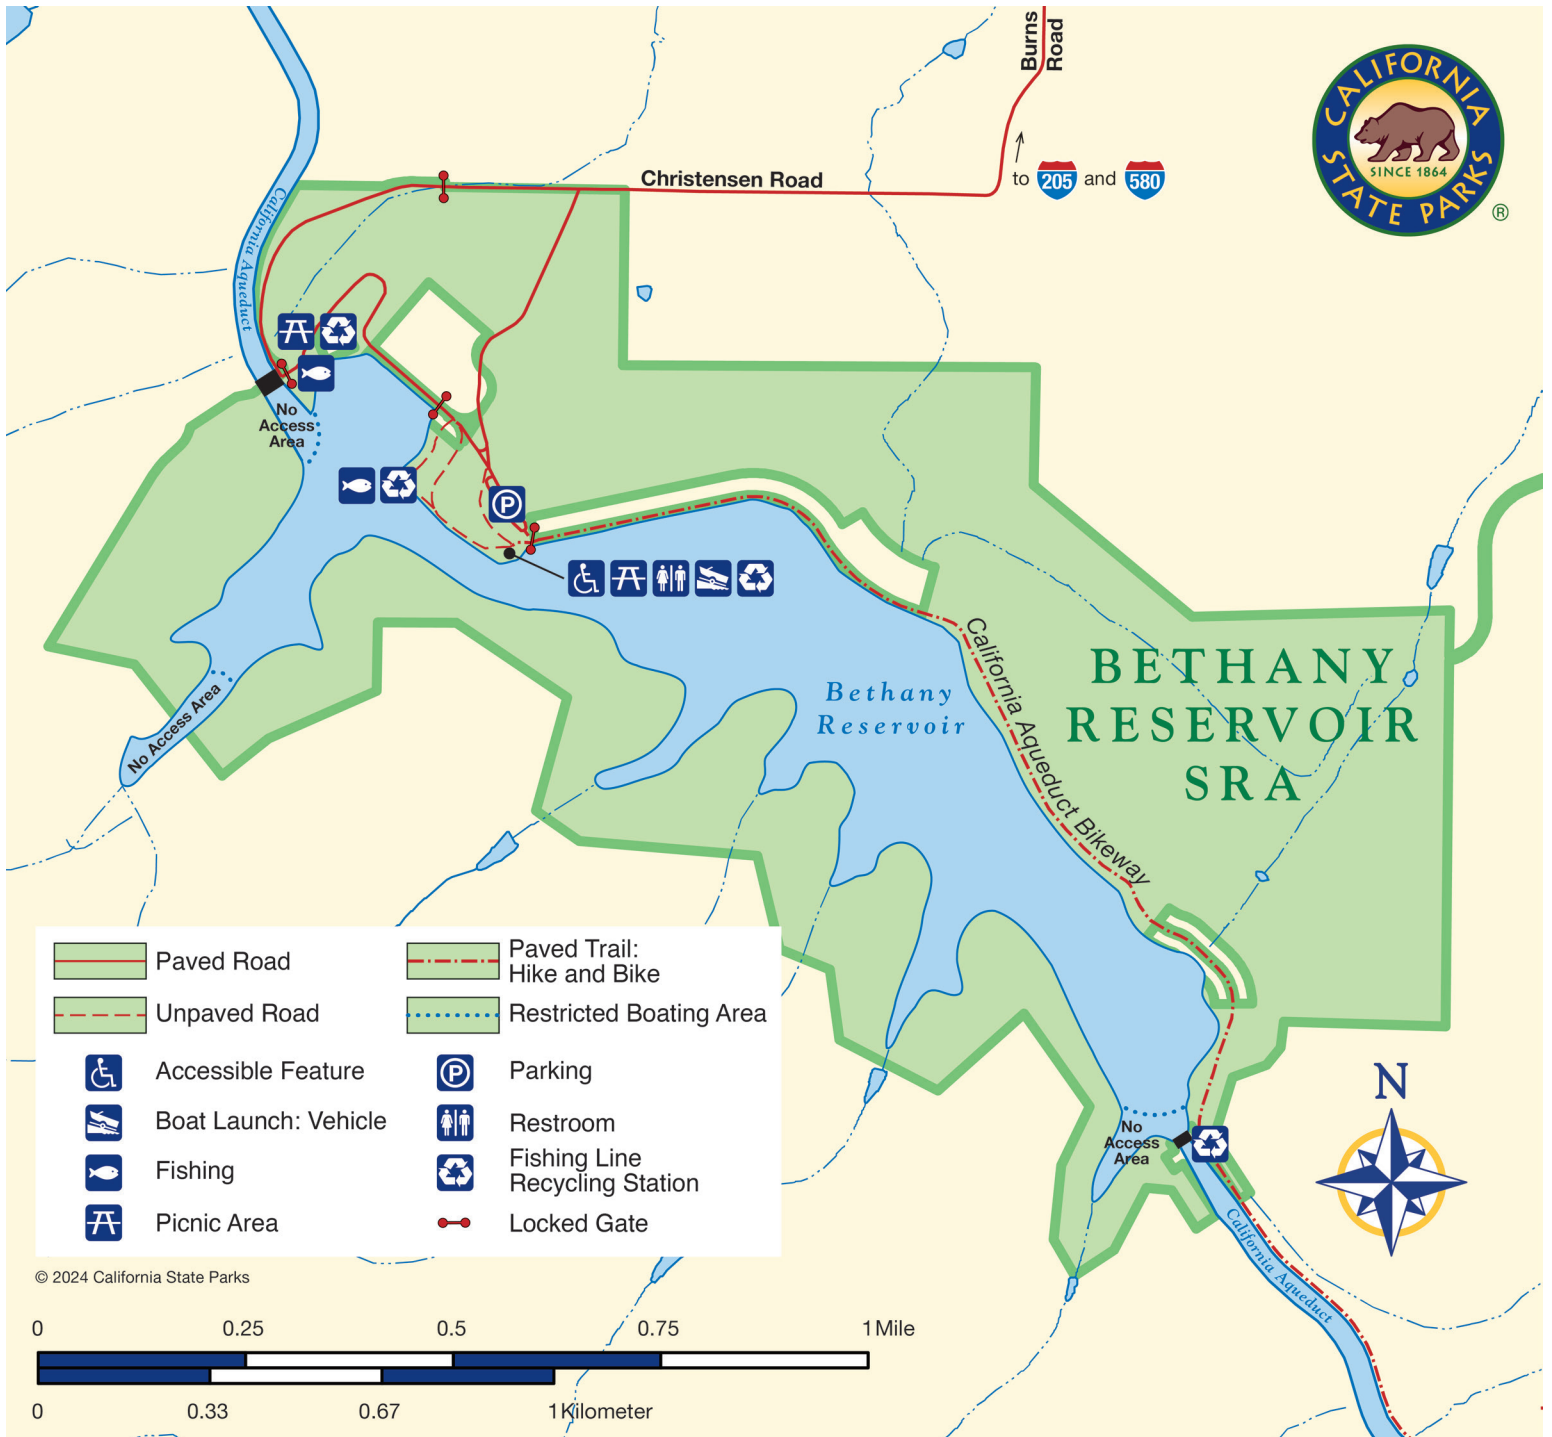 Burns
Road
CALIFORNIA
STATE PARKS
SINCE 1864
®
Christensen Road
to 205 and 580
California Aqueduct
No
Access
Area
P
No Access Area
Bethany
Reservoir
California Aqueduct Bikeway
BETHANY
RESERVOIR
SRA
No
Access
Area
California Aqueduct
N
Paved Road
Unpaved Road
Accessible Feature
Boat Launch: Vehicle
Fishing
Picnic Area
Paved Trail:
Hike and Bike
Restricted Boating Area
P
Parking
Restroom
Fishing Line
Recycling Station
Locked Gate
© 2024 California State Parks
0 0.25 0.5 0.75 1 Mile
0 0.33 0.67 1 Kilometer